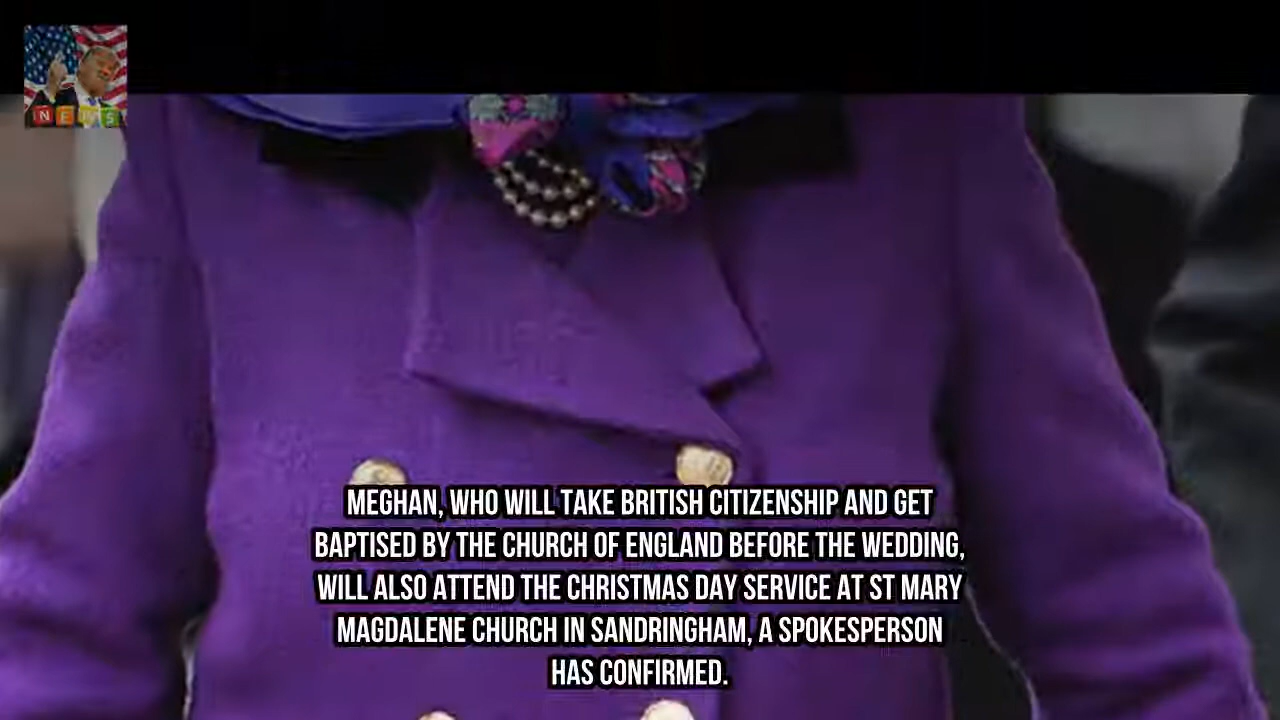 NEWS
MEGHAN, WHO WILL TAKE BRITISH CITIZENSHIP AND GET
BAPTISED BY THE CHURCH OF ENGLAND BEFORE THE WEDDING,
WILL ALSO ATTEND THE CHRISTMAS DAY SERVICE AT ST MARY
MAGDALENE CHURCH IN SANDRINGHAM, A SPOKESPERSON
HAS CONFIRMED.